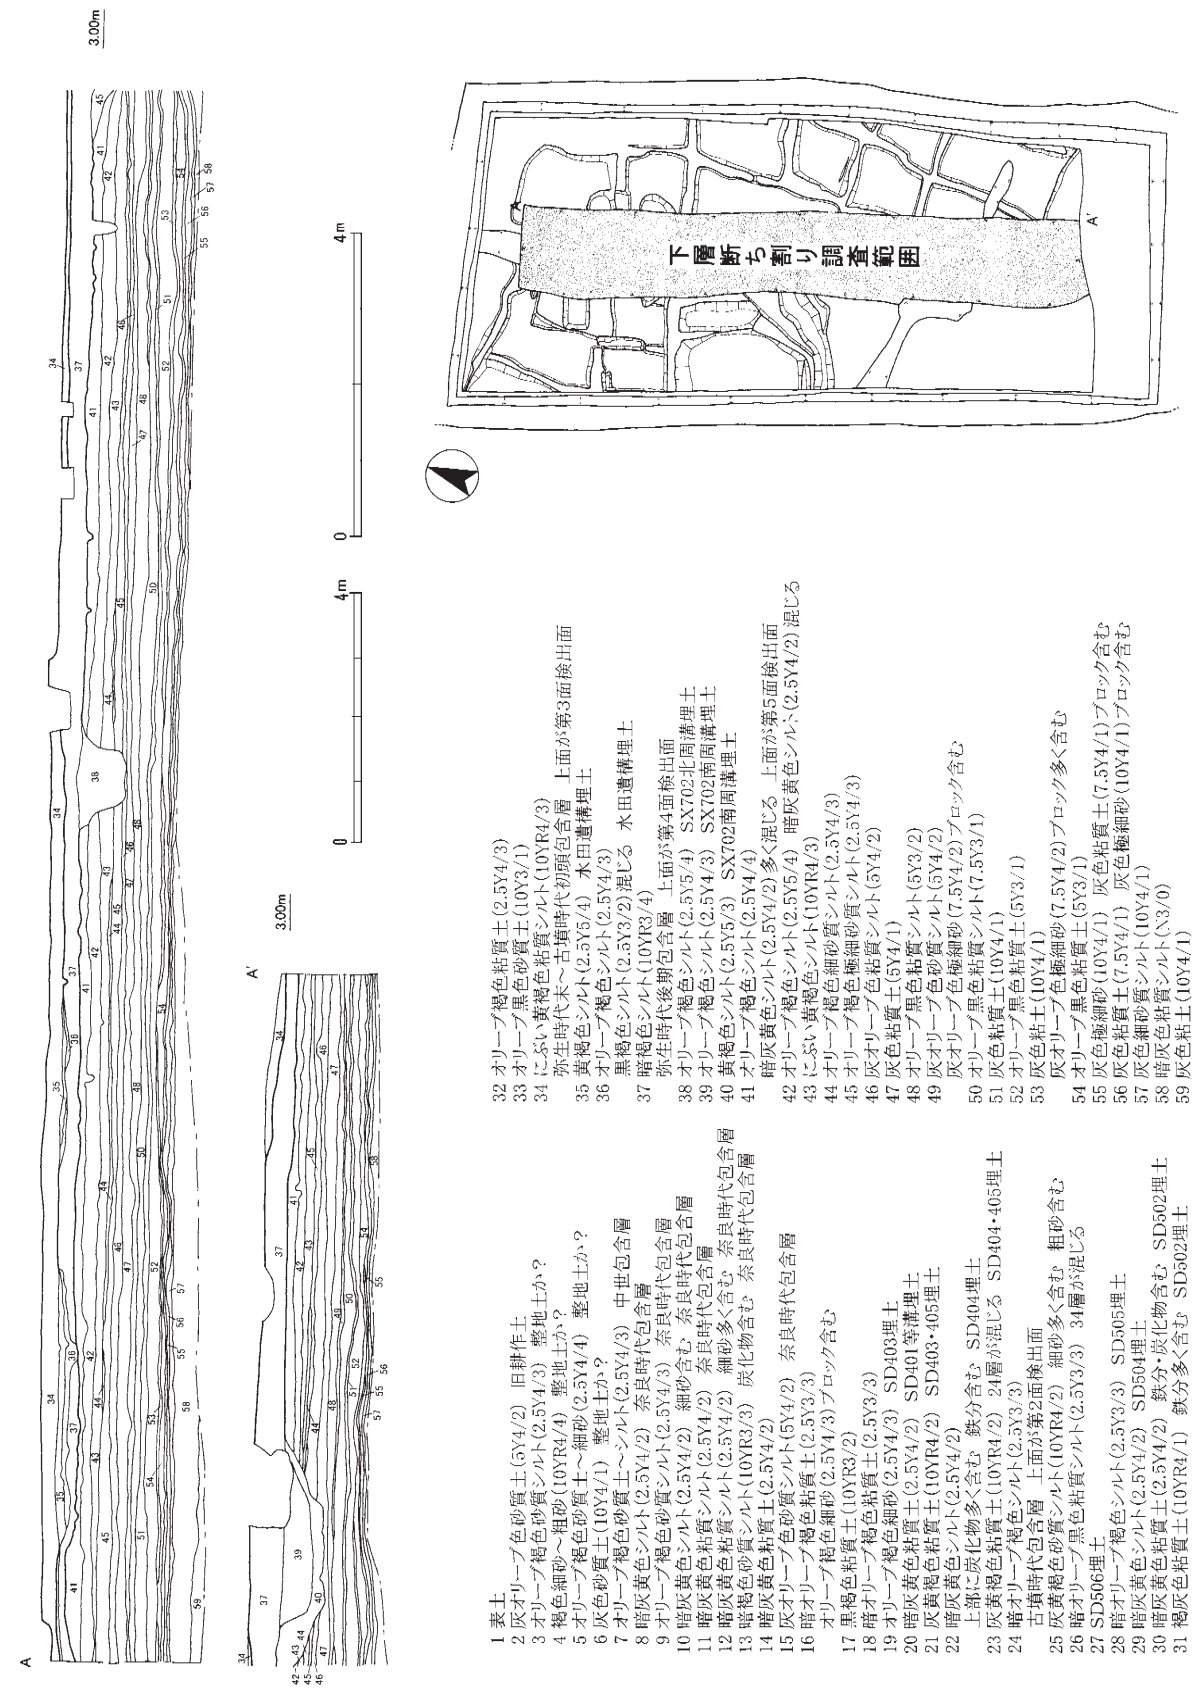 A
3.00m
A'
3.00m
0 4m
0 4m
下層断ち割り調査範囲
A
A'
1 表土
2 灰オリーブ色砂質土(5Y4/2) 旧耕作土
3 オリーブ褐色砂質シルト(2.5Y4/3) 整地土か?
4 褐色細砂～粗砂(10YR4/4) 整地土か?
5 オリーブ褐色砂質土～細砂(2.5Y4/4) 整地土か?
6 灰色砂質土(10Y4/1) 整地土か?
7 オリーブ褐色砂質土～シルト(2.5Y4/3) 中世包含層
8 暗灰黄色シルト(2.5Y4/2) 奈良時代包含層
9 オリーブ褐色砂質シルト(2.5Y4/3) 奈良時代包含層
10 暗灰黄色シルト(2.5Y4/2) 細砂含む 奈良時代包含層
11 暗灰黄色粘質シルト(2.5Y4/2) 奈良時代包含層
12 暗灰黄色粘質シルト(2.5Y4/2) 細砂多く含む 奈良時代包含層
13 暗褐色砂質シルト(10YR3/3) 炭化物含む 奈良時代包含層
14 暗灰黄色粘質土(2.5Y4/2)
15 灰オリーブ色砂質シルト(5Y4/2) 奈良時代包含層
16 暗オリーブ褐色粘質土(2.5Y3/3)
オリーブ褐色細砂(2.5Y4/3)ブロック含む
17 黒褐色粘質土(10YR3/2)
18 暗オリーブ褐色粘質土(2.5Y3/3)
19 オリーブ褐色細砂(2.5Y4/3) SD403埋土
20 暗灰黄色粘質土(2.5Y4/2) SD401等溝埋土
21 灰黄褐色粘質土(10YR4/2) SD403・405埋土
22 暗灰黄色シルト(2.5Y4/2)
上部に炭化物多く含む 鉄分含む SD404埋土
23 灰黄褐色粘質土(10YR4/2) 24層が混じる SD404・405埋土
24 暗オリーブ褐色シルト(2.5Y3/3)
古墳時代包含層 上面が第2面検出面
25 灰黄褐色砂質シルト(10YR4/2) 細砂多く含む 粗砂含む
26 暗オリーブ黒色粘質シルト(2.5Y3/3) 34層が混じる
27 SD506埋土
28 暗オリーブ褐色シルト(2.5Y3/3) SD505埋土
29 暗灰黄色シルト(2.5Y4/2) SD504埋土
30 暗灰黄色粘質土(2.5Y4/2) 鉄分・炭化物含む SD502埋土
31 褐灰色粘質土(10YR4/1) 鉄分多く含む SD502埋土
32 オリーブ褐色粘質土(2.5Y4/3)
33 オリーブ黒色砂質土(10Y3/1)
34 にぶい黄褐色粘質シルト(10YR4/3)
弥生時代末～古墳時代初頭包含層 上面が第3面検出面
35 黄褐色シルト(2.5Y5/4) 水田遺構埋土
36 オリーブ褐色シルト(2.5Y4/3)
黒褐色シルト(2.5Y3/2)混じる 水田遺構埋土
37 暗褐色シルト(10YR3/4)
弥生時代後期包含層 上面が第4面検出面
38 オリーブ褐色シルト(2.5Y5/4) SX702北周溝埋土
39 オリーブ褐色シルト(2.5Y4/3) SX702南周溝埋土
40 黄褐色シルト(2.5Y5/3) SX702南周溝埋土
41 オリーブ褐色シルト(2.5Y4/4)
暗灰黄色シルト(2.5Y4/2)多く混じる 上面が第5面検出面
42 オリーブ褐色シルト(2.5Y5/4) 暗灰黄色シルト(2.5Y4/2)混じる
43 にぶい黄褐色シルト(10YR4/3)
44 オリーブ褐色細砂質シルト(2.5Y4/3)
45 オリーブ褐色極細砂質シルト(2.5Y4/3)
46 灰オリーブ色粘質シルト(5Y4/2)
47 灰色粘質土(5Y4/1)
48 オリーブ黒色粘質シルト(5Y3/2)
49 灰オリーブ色砂質シルト(5Y4/2)
灰オリーブ色極細砂(7.5Y4/2)ブロック含む
50 オリーブ黒色粘質シルト(7.5Y3/1)
51 灰色粘質土(10Y4/1)
52 オリーブ黒色粘質土(5Y3/1)
53 灰色粘土(10Y4/1)
灰オリーブ色極細砂(7.5Y4/2)ブロック多く含む
54 オリーブ黒色粘質土(5Y3/1)
55 灰色極細砂(10Y4/1) 灰色粘質土(7.5Y4/1)ブロック含む
56 灰色粘質土(7.5Y4/1) 灰色極細砂(10Y4/1)ブロック含む
57 灰色細砂質シルト(10Y4/1)
58 暗灰色粘質シルト(N3/0)
59 灰色粘土(10Y4/1)